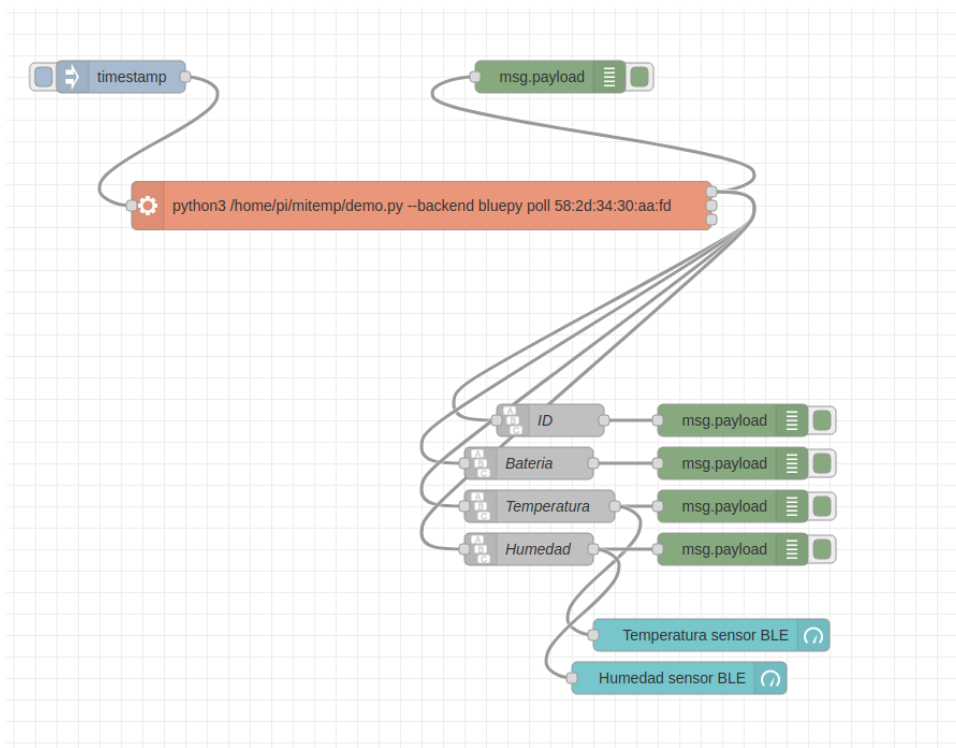 timestamp
msg.payload
python3 /home/pi/mitemp/demo.py --backend bluepy poll 58:2d:34:30:aa:fd
A
B
C
ID
msg.payload
A
B
C
Bateria
msg.payload
A
B
C
Temperatura
msg.payload
A
B
C
Humedad
msg.payload
Temperatura sensor BLE
Humedad sensor BLE